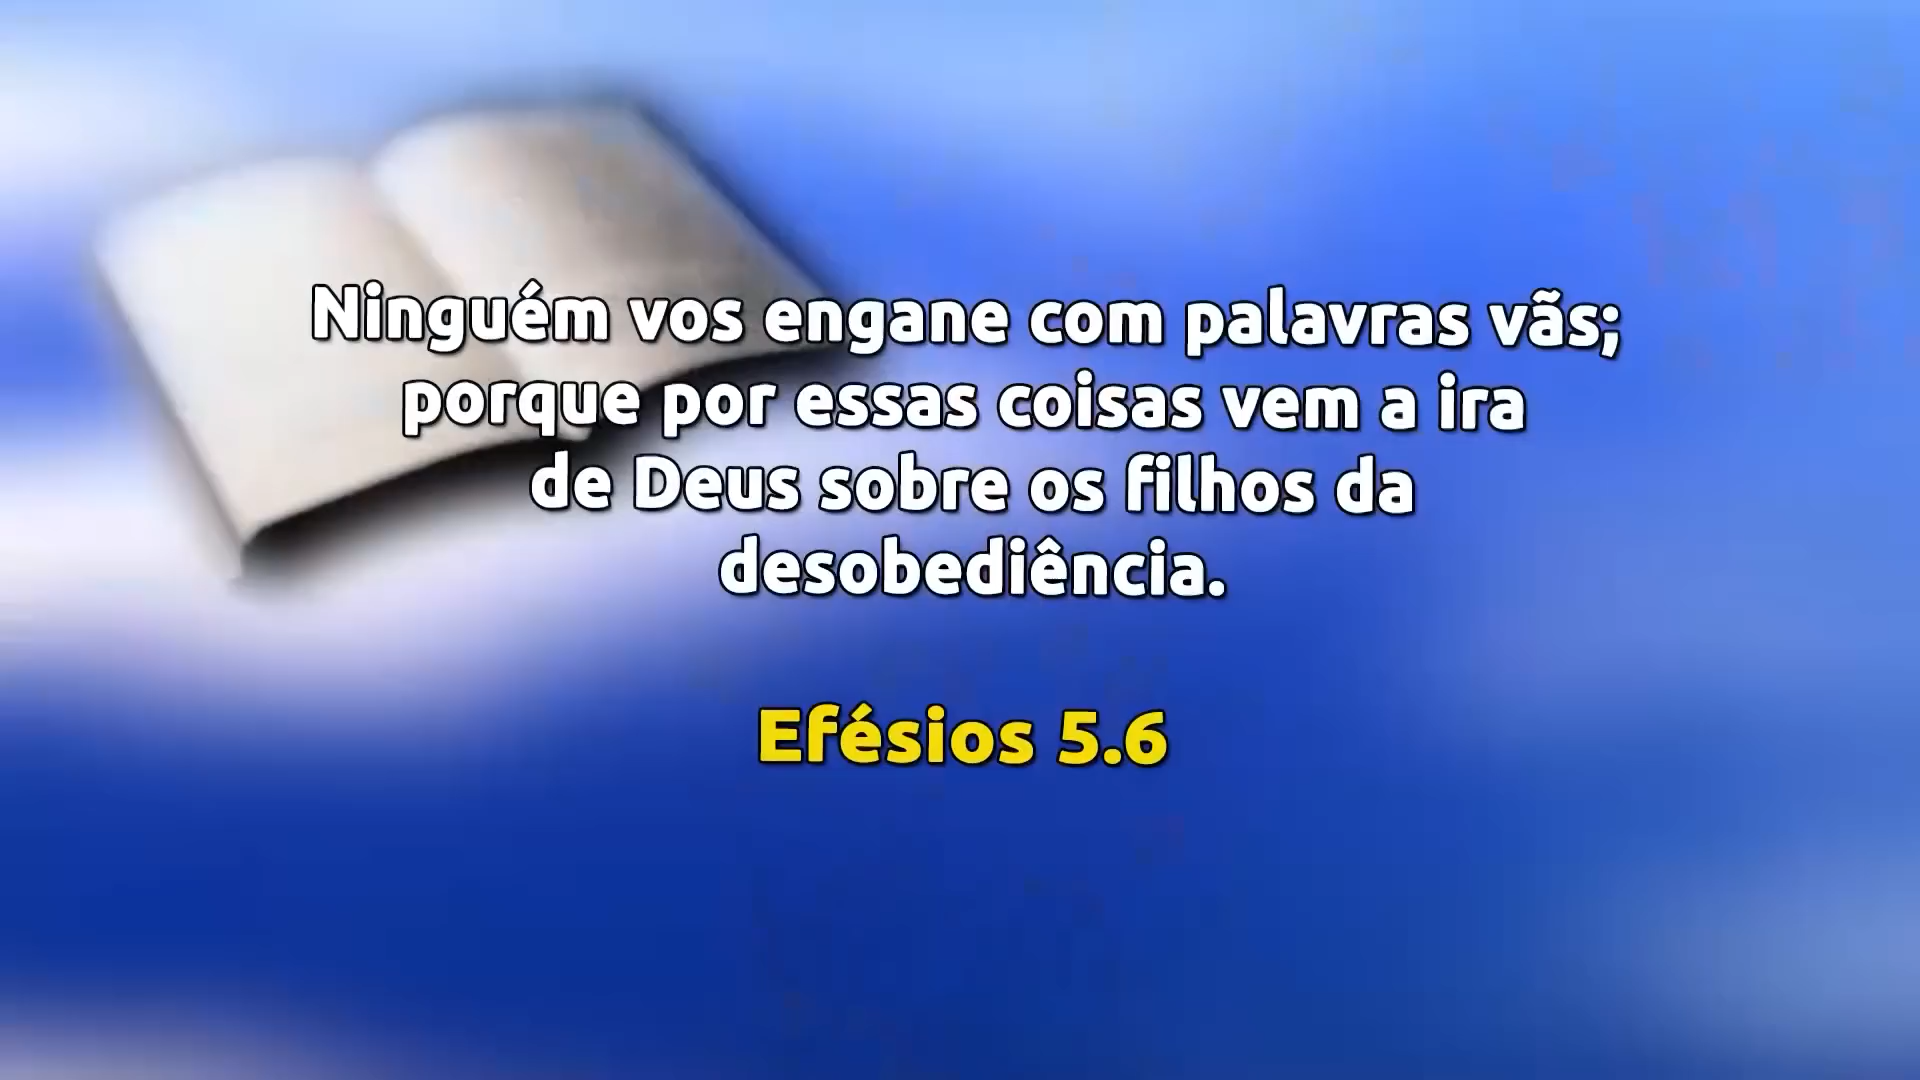 Ninguém vos engane com palavras vãs;
porque por essas coisas vem a ira
de Deus sobre os filhos da
desobediência.
Efésios 5.6